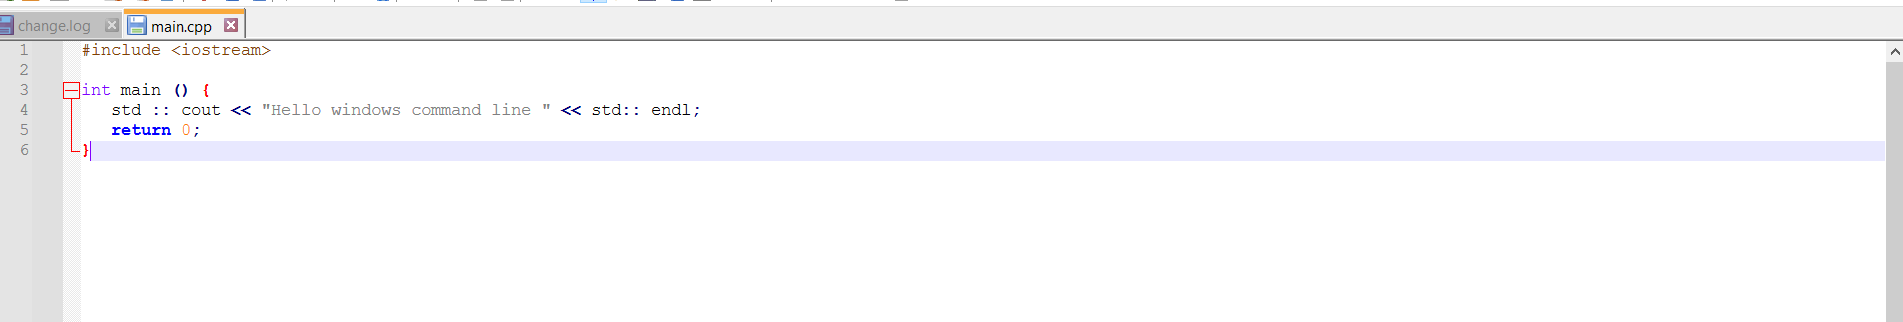 change.log main.cpp
1 #include <iostream>
2
3 int main () {
4 std :: cout << "Hello windows command line " << std:: endl;
5 return 0;
6 }